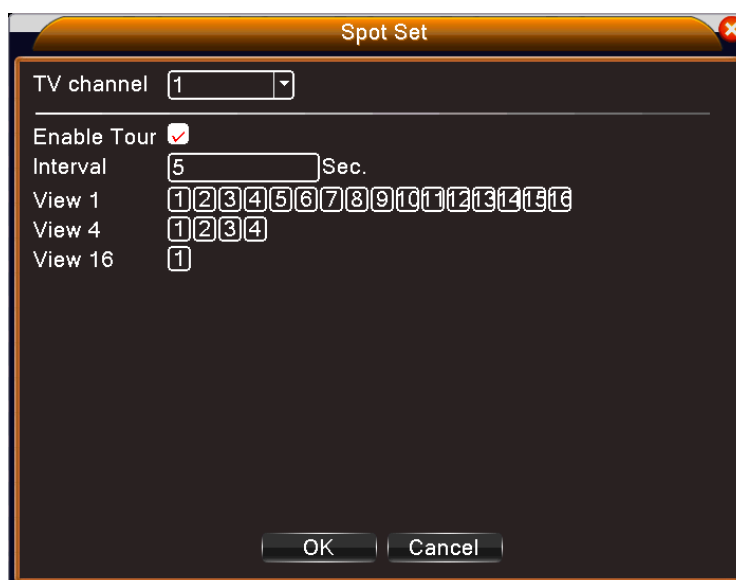 Spot Set
TV channel 1
Enable Tour
Interval 5 Sec.
View 1 1 2 3 4 5 6 7 8 9 10 11 12 13 14 15 16
View 4 1 2 3 4
View 16 1
OK Cancel